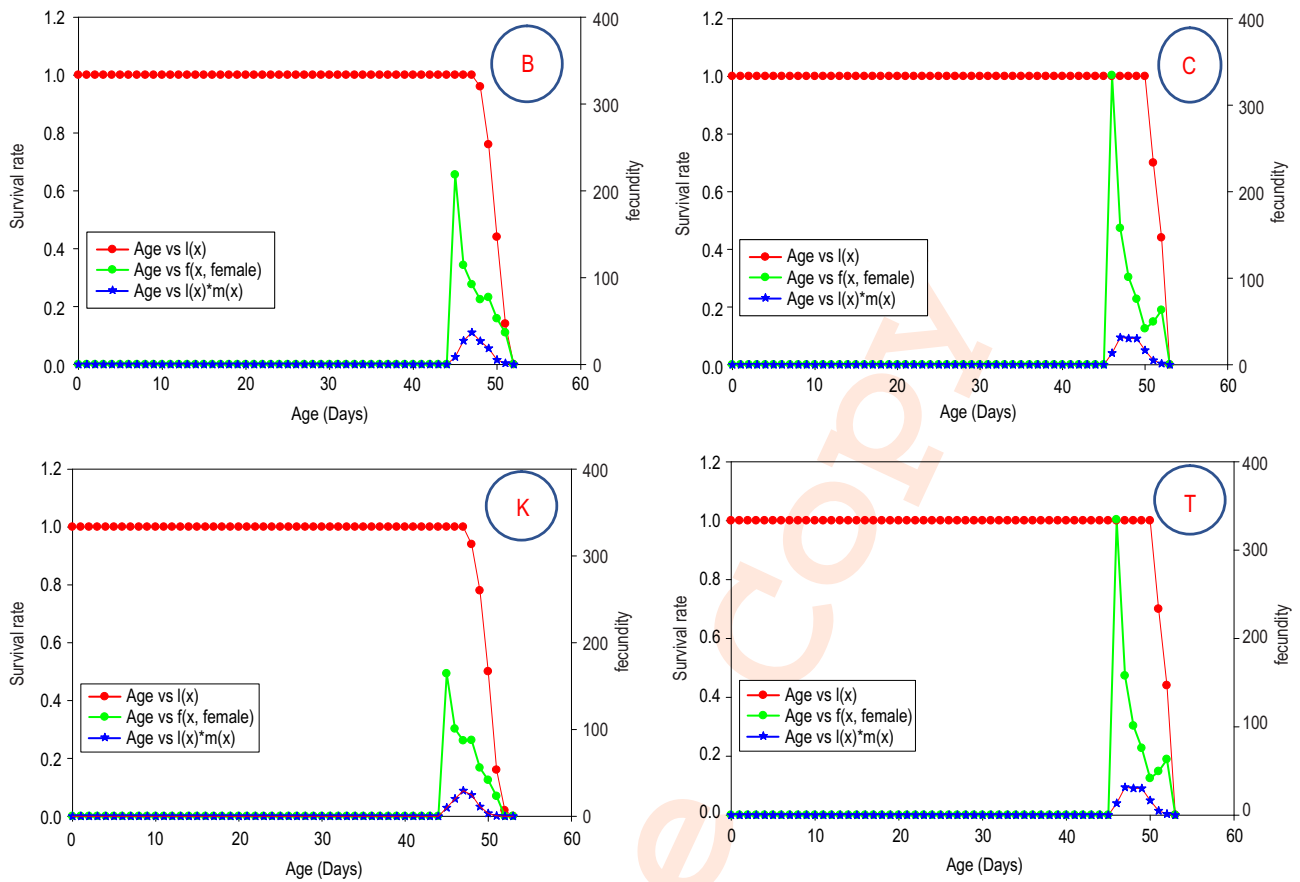 B
1.2
1.0
0.8
0.6
0.4
0.2
0.0
400
300
200
100
0
Survival rate
fecundity
Age vs l(x)
Age vs f(x, female)
Age vs l(x)*m(x)
0 10 20 30 40 50 60
Age (Days)
C
1.2
1.0
0.8
0.6
0.4
0.2
0.0
400
300
200
100
0
Survival rate
fecundity
Age vs l(x)
Age vs f(x, female)
Age vs l(x)*m(x)
0 10 20 30 40 50 60
Age (Days)
K
1.2
1.0
0.8
0.6
0.4
0.2
0.0
400
300
200
100
0
Survival rate
fecundity
Age vs l(x)
Age vs f(x, female)
Age vs l(x)*m(x)
0 10 20 30 40 50 60
Age (Days)
T
1.2
1.0
0.8
0.6
0.4
0.2
0.0
400
300
200
100
0
Survival rate
fecundity
Age vs l(x)
Age vs f(x, female)
Age vs l(x)*m(x)
0 10 20 30 40 50 60
Age (Days)
e Copy